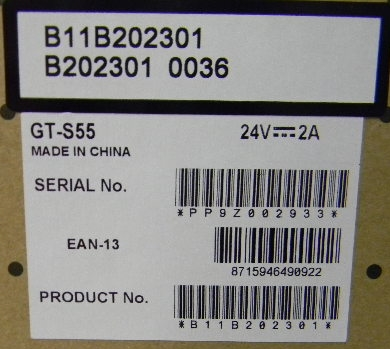 B11B202301
B202301 0036
GT-S55 24V⎓2A
MADE IN CHINA
SERIAL No.
*PP9Z002933*
EAN-13
8715946490922
PRODUCT No.
*B11B202301*